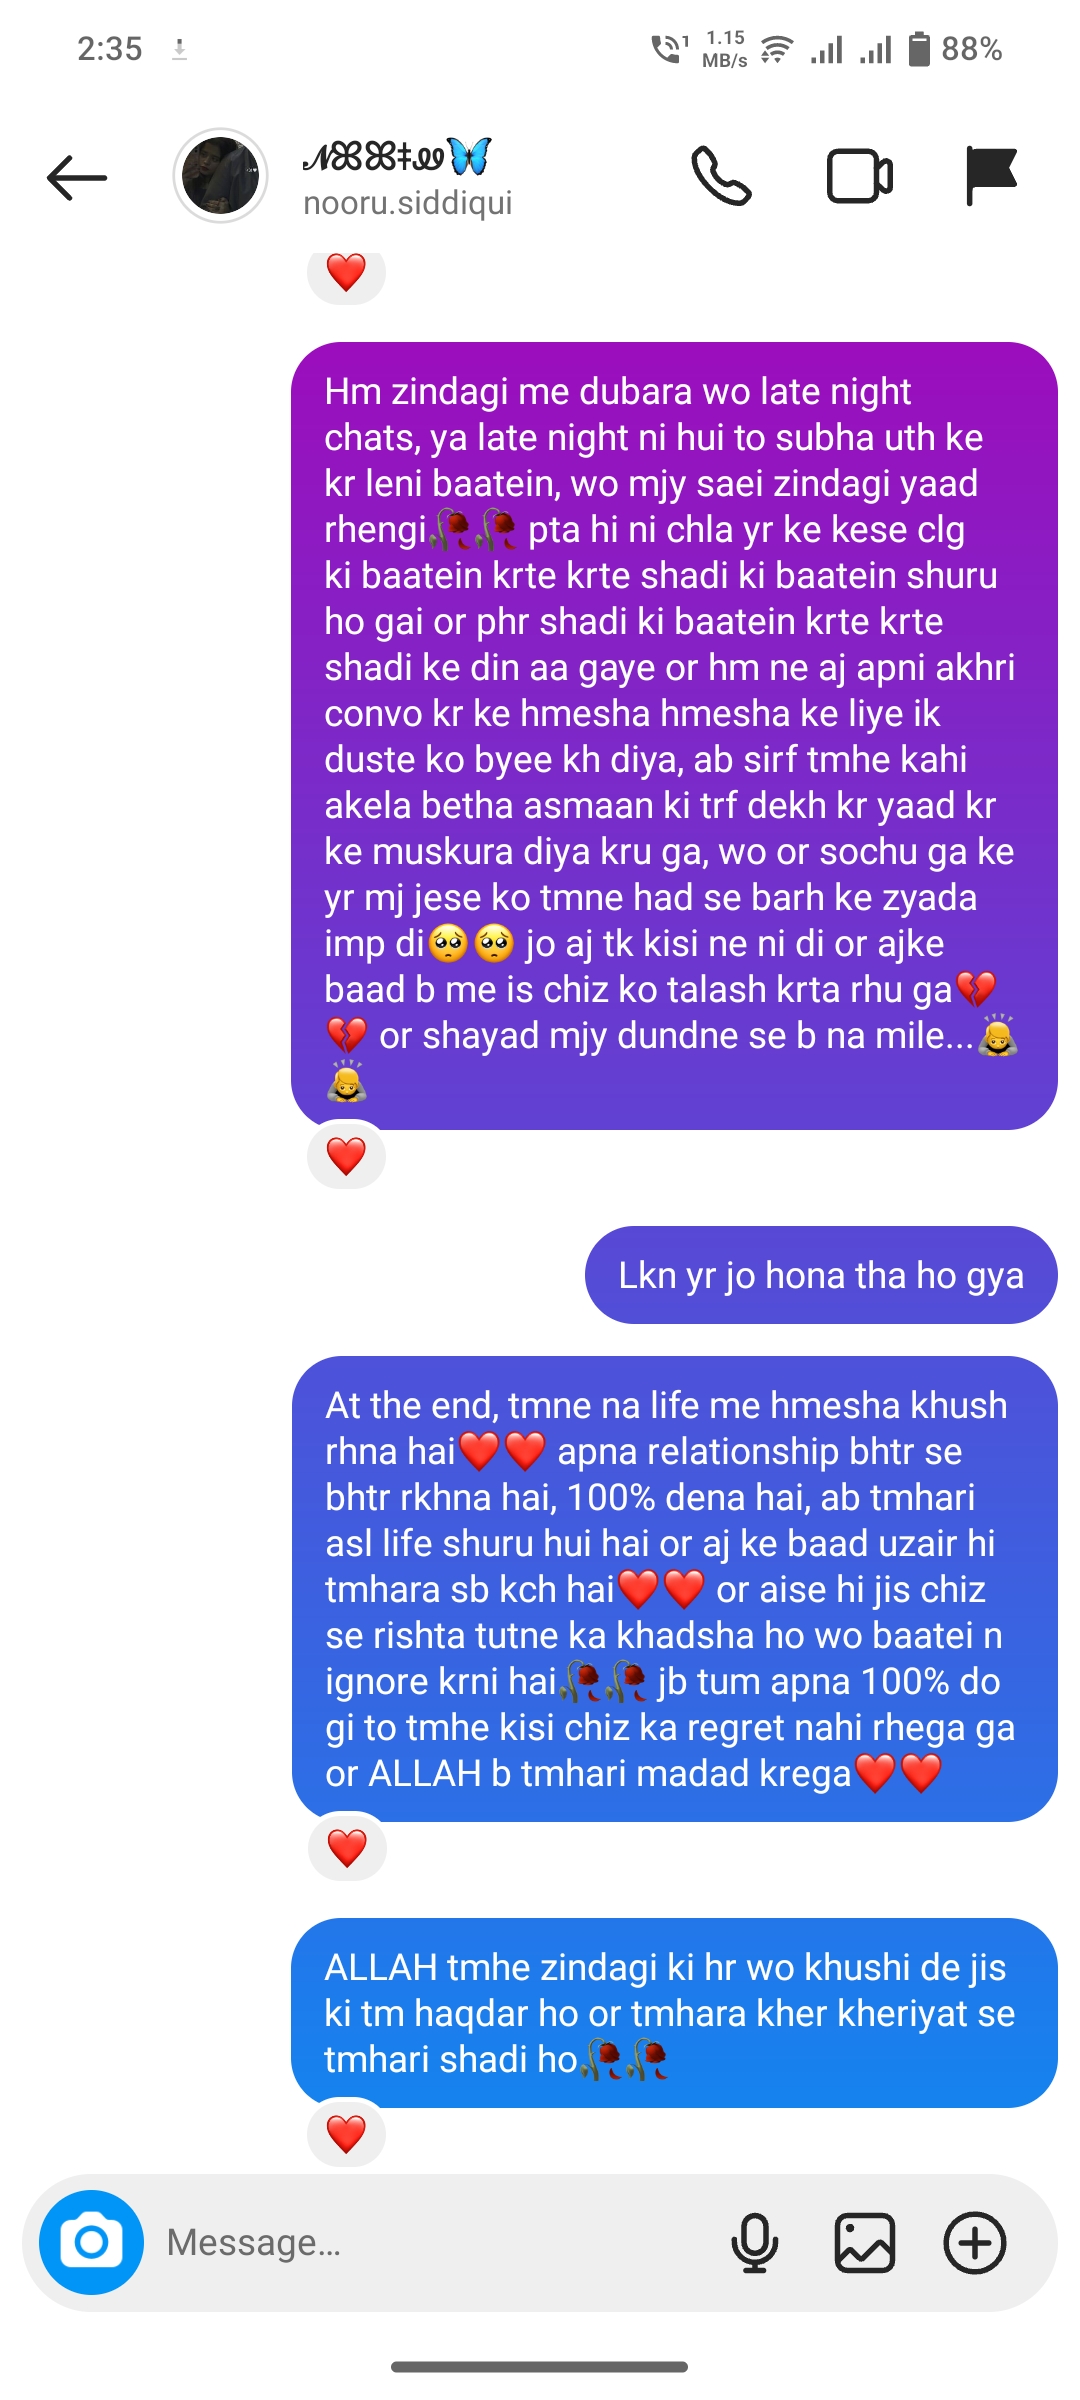 2:35
1.15
MB/s
88%
nooru.siddiqui
❤️
Hm zindagi me dubara wo late night
chats, ya late night ni hui to subha uth ke
kr leni baatein, wo mjy saei zindagi yaad
rhengi🥀🥀 pta hi ni chla yr ke kese clg
ki baatein krte krte shadi ki baatein shuru
ho gai or phr shadi ki baatein krte krte
shadi ke din aa gaye or hm ne aj apni akhri
convo kr ke hmesha hmesha ke liye ik
duste ko byee kh diya, ab sirf tmhe kahi
akela betha asmaan ki trf dekh kr yaad kr
ke muskura diya kru ga, wo or sochu ga ke
yr mj jese ko tmne had se barh ke zyada
imp di🥺🥺 jo aj tk kisi ne ni di or ajke
baad b me is chiz ko talash krta rhu ga💔
💔 or shayad mjy dundne se b na mile...🙇
🙇
❤️
Lkn yr jo hona tha ho gya
At the end, tmne na life me hmesha khush
rhna hai❤️❤️ apna relationship bhtr se
bhtr rkhna hai, 100% dena hai, ab tmhari
asl life shuru hui hai or aj ke baad uzair hi
tmhara sb kch hai❤️❤️ or aise hi jis chiz
se rishta tutne ka khadsha ho wo baatei n
ignore krni hai🥀🥀 jb tum apna 100% do
gi to tmhe kisi chiz ka regret nahi rhega ga
or ALLAH b tmhari madad krega❤️❤️
❤️
ALLAH tmhe zindagi ki hr wo khushi de jis
ki tm haqdar ho or tmhara kher kheriyat se
tmhari shadi ho🥀🥀
❤️
Message...